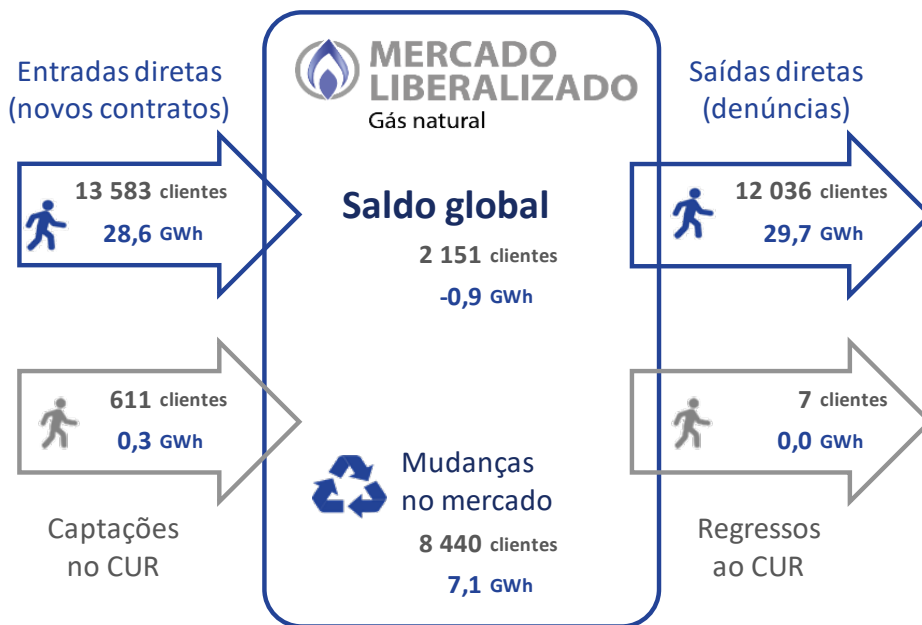 Entradas diretas
(novos contratos)
13 583 clientes
28,6 GWh
611 clientes
0,3 GWh
Captações
no CUR
MERCADO
LIBERALIZADO
Gás natural
Saldo global
2 151 clientes
-0,9 GWh
Mudanças
no mercado
8 440 clientes
7,1 GWh
Saídas diretas
(denúncias)
12 036 clientes
29,7 GWh
7 clientes
0,0 GWh
Regressos
ao CUR